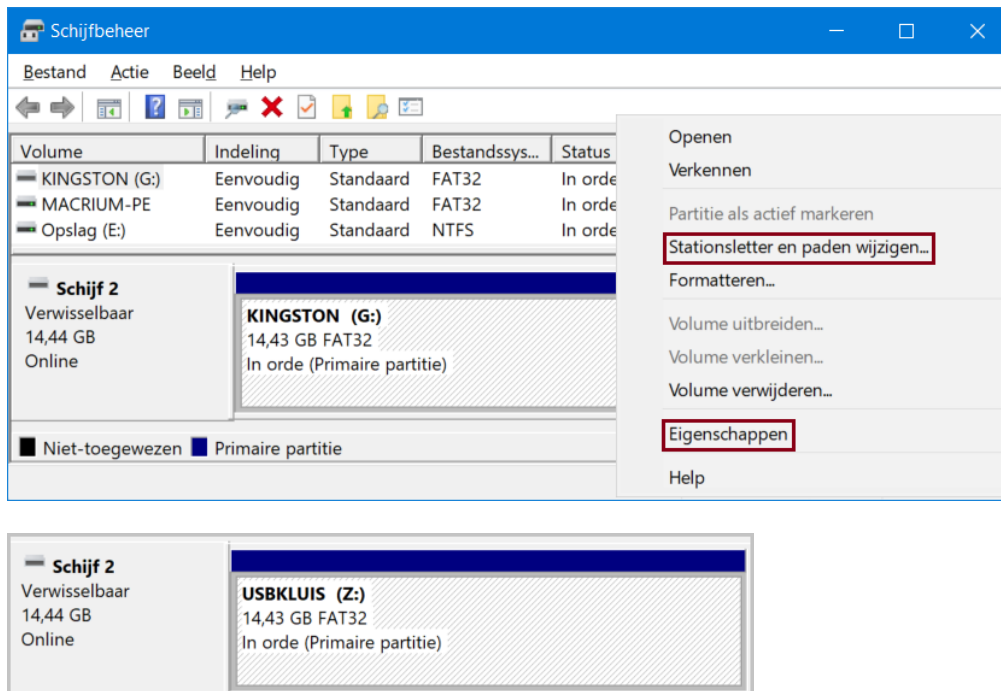 Schijfbeheer
Bestand Actie Beeld Help
Volume Indeling Type Bestandssys... Status
KINGSTON (G:) Eenvoudig Standaard FAT32 In orde
MACRIUM-PE Eenvoudig Standaard FAT32 In orde
Opslag (E:) Eenvoudig Standaard NTFS In orde
Schijf 2
Verwisselbaar
14,44 GB
Online
KINGSTON (G:)
14,43 GB FAT32
In orde (Primaire partitie)
Niet-toegewezen Primaire partitie
Openen
Verkennen
Partitie als actief markeren
Stationsletter en paden wijzigen...
Formatteren...
Volume uitbreiden...
Volume verkleinen...
Volume verwijderen...
Eigenschappen
Help
Schijf 2
Verwisselbaar
14,44 GB
Online
USBKLUIS (Z:)
14,43 GB FAT32
In orde (Primaire partitie)